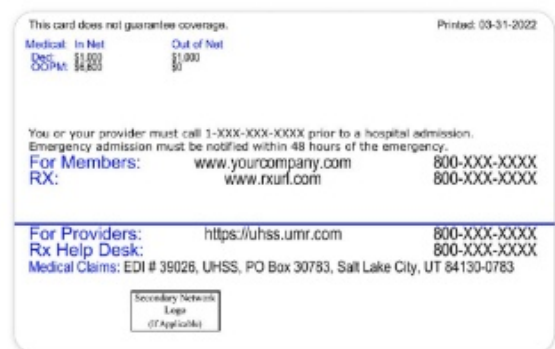 This card does not guarantee coverage. Printed: 03-31-2022
Medical: In Net Out of Net
Ded: $1,000 $1,000
OOPM: $6,600 $0
You or your provider must call 1-XXX-XXX-XXXX prior to a hospital admission.
Emergency admission must be notified within 48 hours of the emergency.
For Members: www.yourcompany.com 800-XXX-XXXX
RX: www.rxurl.com 800-XXX-XXXX
For Providers: https://uhss.umr.com 800-XXX-XXXX
Rx Help Desk: 800-XXX-XXXX
Medical Claims: EDI # 39026, UHSS, PO Box 30783, Salt Lake City, UT 84130-0783
Secondary Network
Logo
(If Applicable)